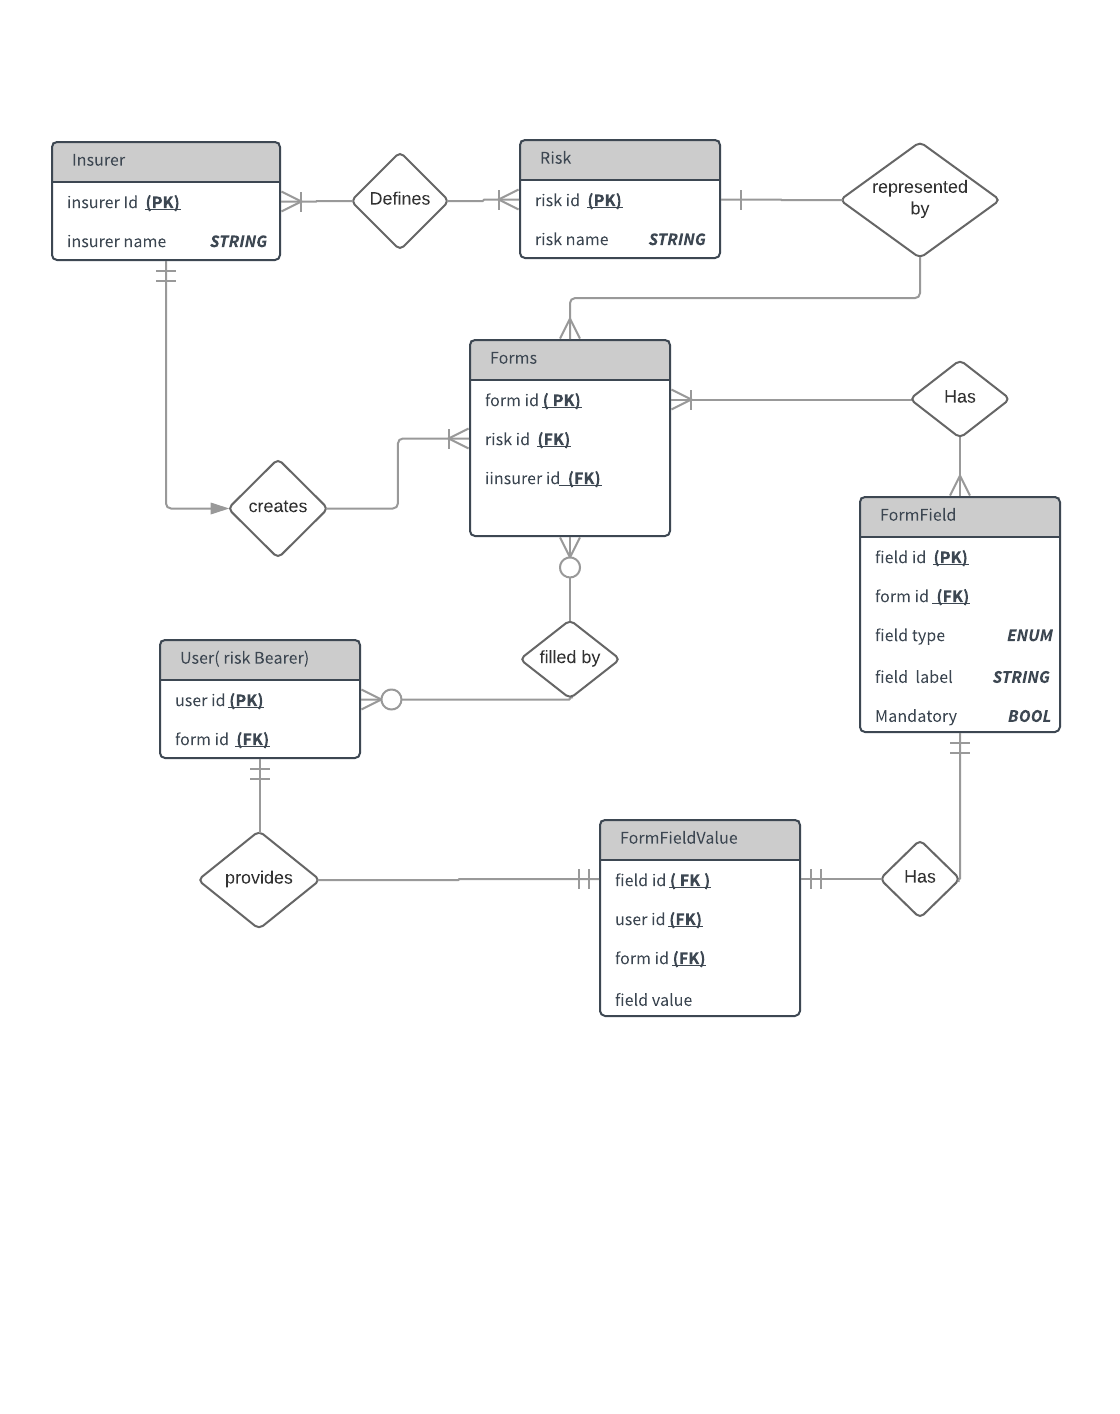 Insurer
insurer Id (PK)
insurer name STRING
Defines
Risk
risk id (PK)
risk name STRING
represented
by
Forms
form id ( PK)
risk id (FK)
iinsurer id (FK)
Has
creates
FormField
field id (PK)
form id (FK)
field type ENUM
field label STRING
Mandatory BOOL
filled by
User( risk Bearer)
user id (PK)
form id (FK)
provides
FormFieldValue
field id ( FK )
user id (FK)
form id (FK)
field value
Has